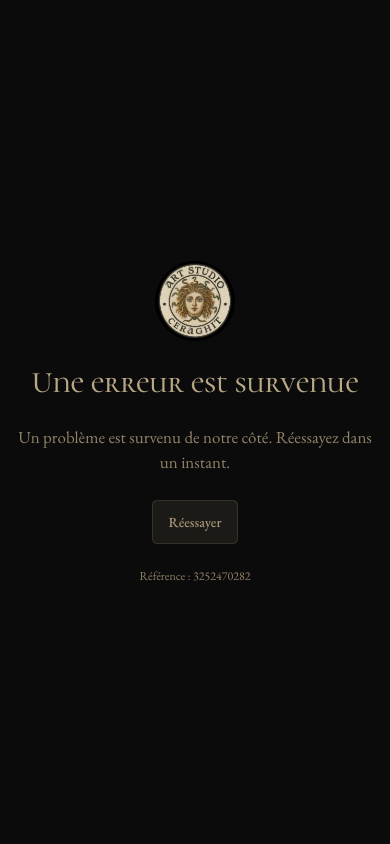 ART STUDIO
CERAGHIT
Une erreur est survenue
Un problème est survenu de notre côté. Réessayez dans
un instant.
Réessayer
Référence : 3252470282